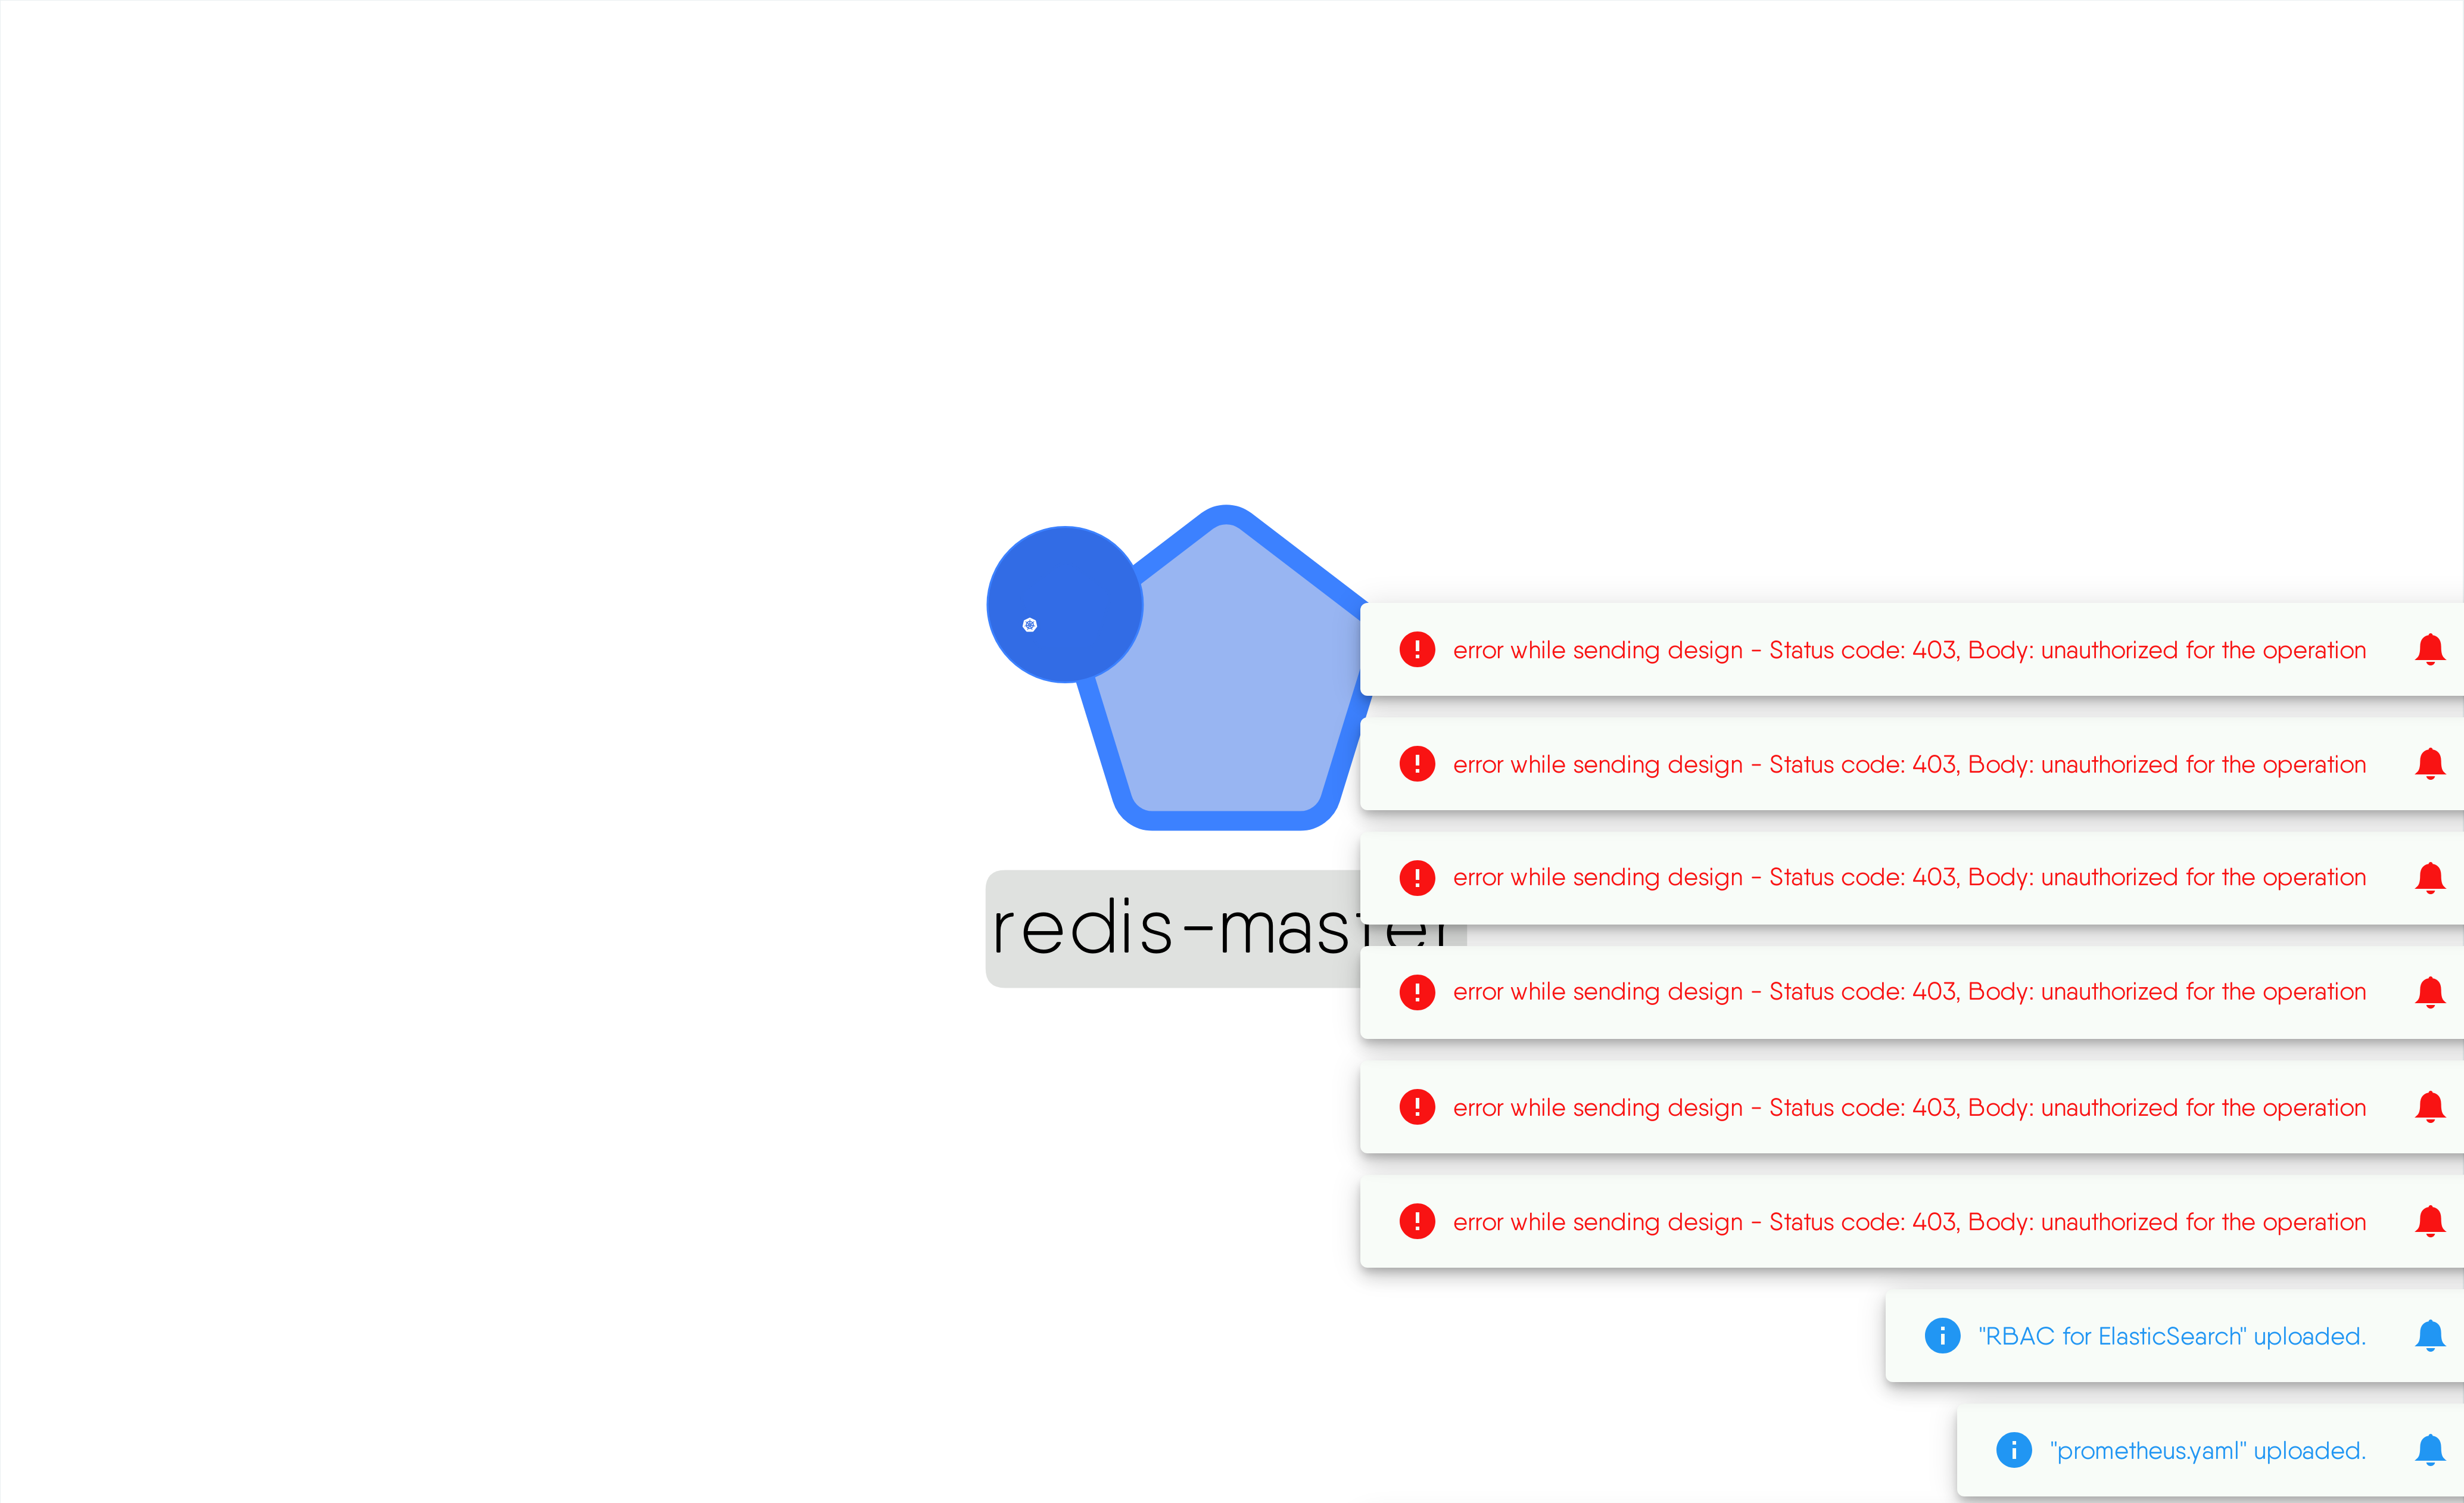 error while sending design - Status code: 403, Body: unauthorized for the operation
error while sending design - Status code: 403, Body: unauthorized for the operation
error while sending design - Status code: 403, Body: unauthorized for the operation
redis-master
error while sending design - Status code: 403, Body: unauthorized for the operation
error while sending design - Status code: 403, Body: unauthorized for the operation
error while sending design - Status code: 403, Body: unauthorized for the operation
"RBAC for ElasticSearch" uploaded.
"prometheus.yaml" uploaded.